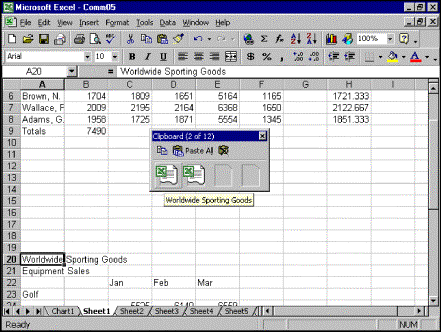 Microsoft Excel - Comm05
File Edit View Insert Format Tools Data Window Help
100%
Arial 10 B I U $ % ,
A20 = Worldwide Sporting Goods
A B C D E F G H I
6 Brown, N. 1704 1809 1651 5164 1165 1721.333
7 Wallace, F 2009 2195 2164 6368 1650 2122.667
8 Adams, G. 1958 1725 1871 5554 1345 1851.333
9 Totals 7490
10
11
12
13
14
15
16
17
18
19
20 Worldwide Sporting Goods
21 Equipment Sales
22 Jan Feb Mar
23 Golf
24 5525 6140 6550
Clipboard (2 of 12)
Paste All
Worldwide Sporting Goods
Chart1 Sheet1 Sheet2 Sheet3 Sheet4 Sheet5
Ready NUM